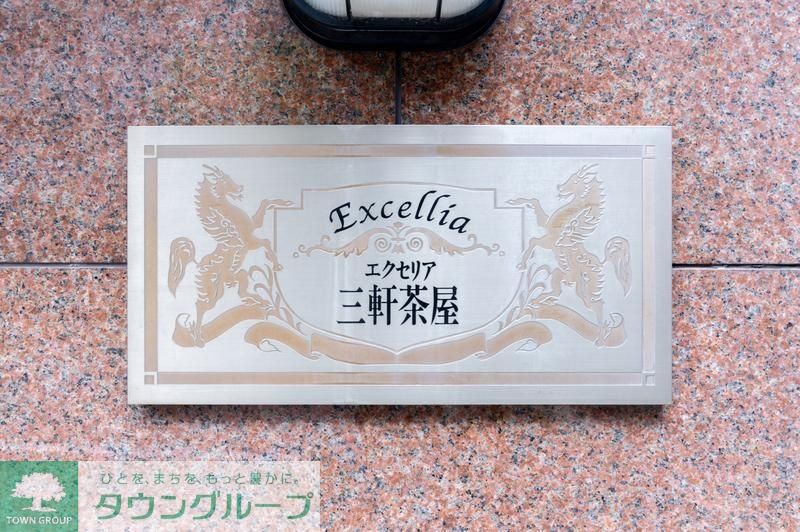 Excellia
エクセリア
三軒茶屋
ひとを、まちを、もっと豊かに。
タウングループ
TOWN GROUP